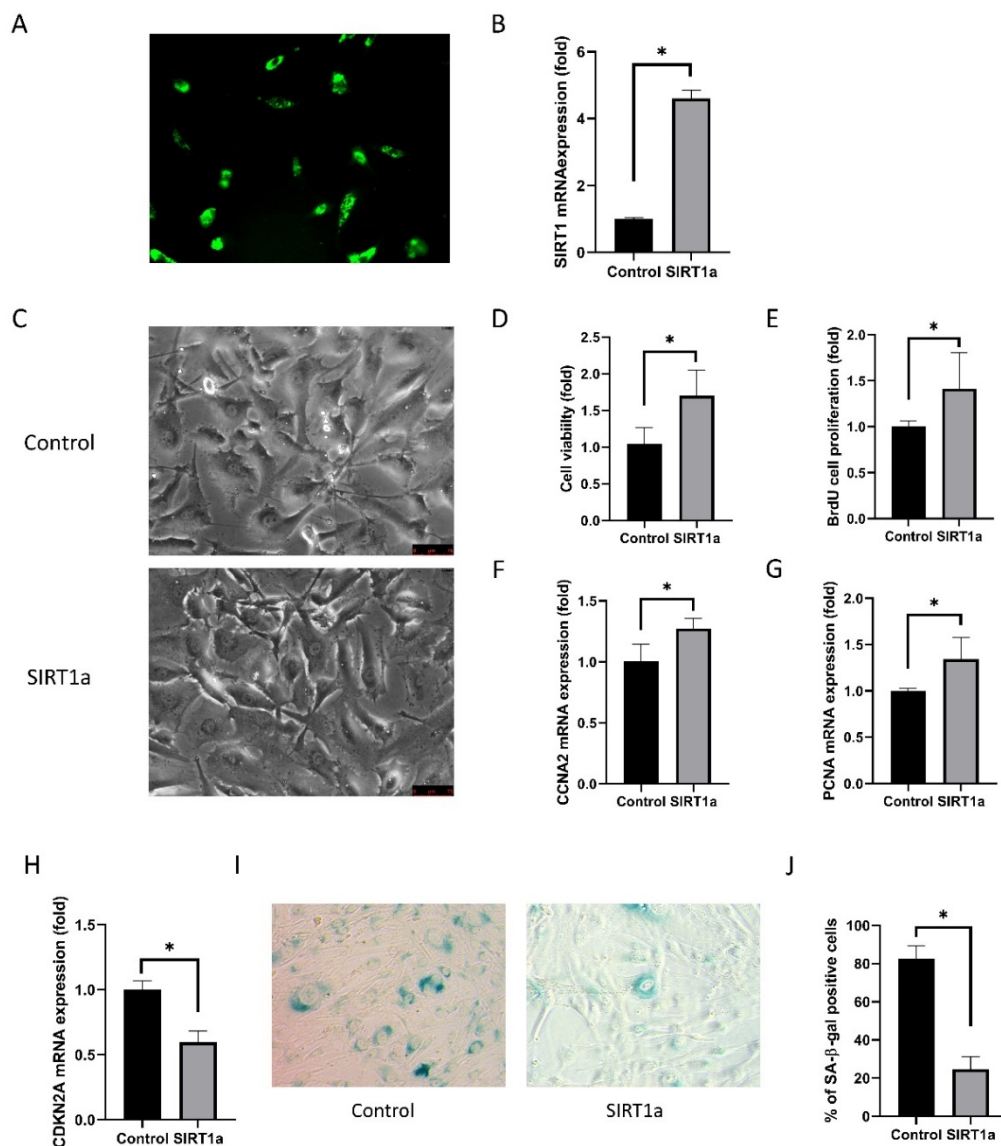 A
B
SIRT1 mRNAexpression (fold)
6
4
2
0
*
Control SIRT1a
C
Control
SIRT1a
D
Cell viability (fold)
2.5
2.0
1.5
1.0
0.5
0.0
*
Control SIRT1a
E
BrdU cell proliferation (fold)
2.0
1.5
1.0
0.5
0.0
*
Control SIRT1a
F
CCNA2 mRNA expression (fold)
1.5
1.0
0.5
0.0
*
Control SIRT1a
G
PCNA mRNA expression (fold)
2.0
1.5
1.0
0.5
0.0
*
Control SIRT1a
H
CDKN2A mRNA expression (fold)
1.5
1.0
0.5
0.0
*
Control SIRT1a
I
Control
SIRT1a
J
% of SA-β-gal positive cells
100
80
60
40
20
0
*
Control SIRT1a